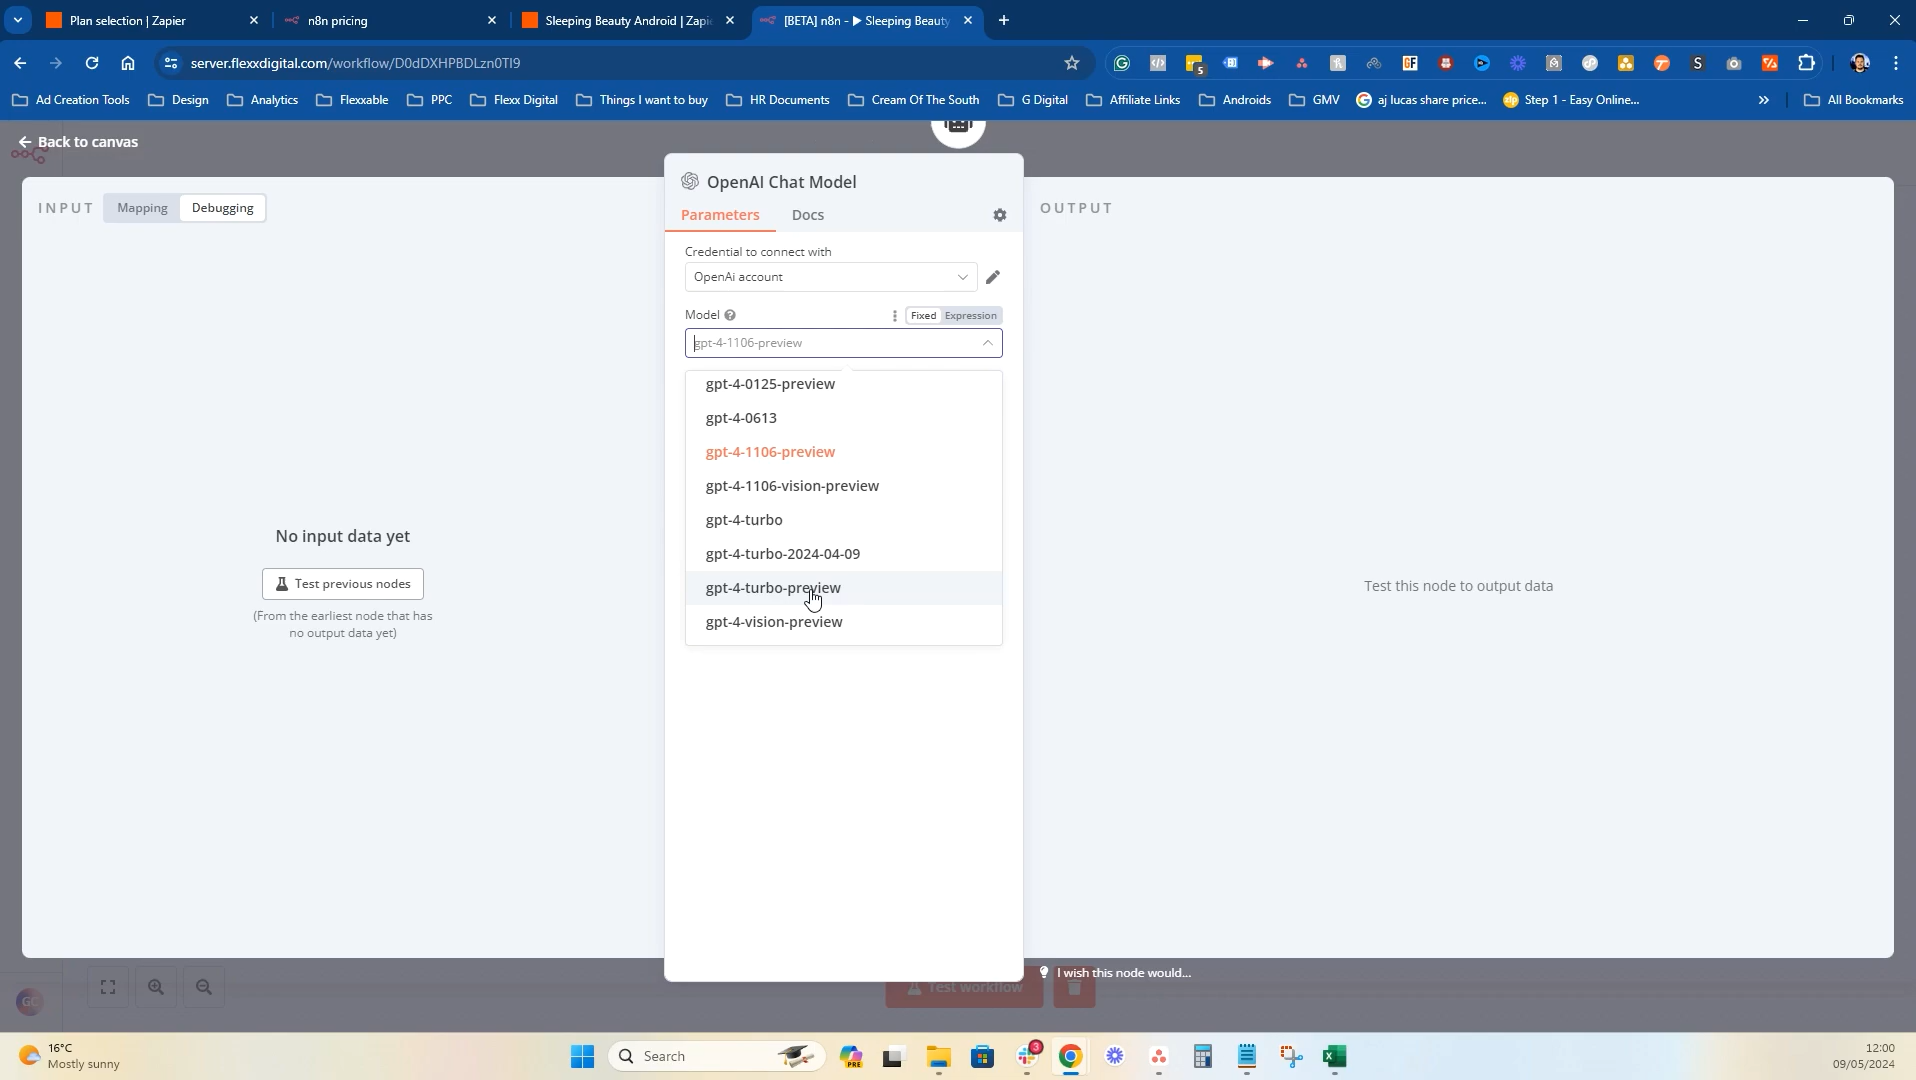 Plan selection | Zapier
n8n pricing
Sleeping Beauty Android | Zapi
[BETA] n8n - ▶ Sleeping Beauty
server.flexxdigital.com/workflow/D0dDXHPBDLzn0TI9
5
GF
S
Ad Creation Tools
Design
Analytics
Flexxable
PPC
Flexx Digital
Things I want to buy
HR Documents
Cream Of The South
G Digital
Affiliate Links
Androids
GMV
aj lucas share price...
Step 1 - Easy Online...
»
All Bookmarks
Back to canvas
INPUT
Mapping
Debugging
OpenAI Chat Model
Parameters
Docs
OUTPUT
Credential to connect with
OpenAi account
Model
Fixed
Expression
gpt-4-1106-preview
gpt-4-0125-preview
gpt-4-0613
gpt-4-1106-preview
gpt-4-1106-vision-preview
gpt-4-turbo
gpt-4-turbo-2024-04-09
gpt-4-turbo-preview
gpt-4-vision-preview
No input data yet
Test previous nodes
(From the earliest node that has
no output data yet)
Test this node to output data
I wish this node would...
Test workflow
GC
16°C
Mostly sunny
Search
PRE
3
12:00
09/05/2024